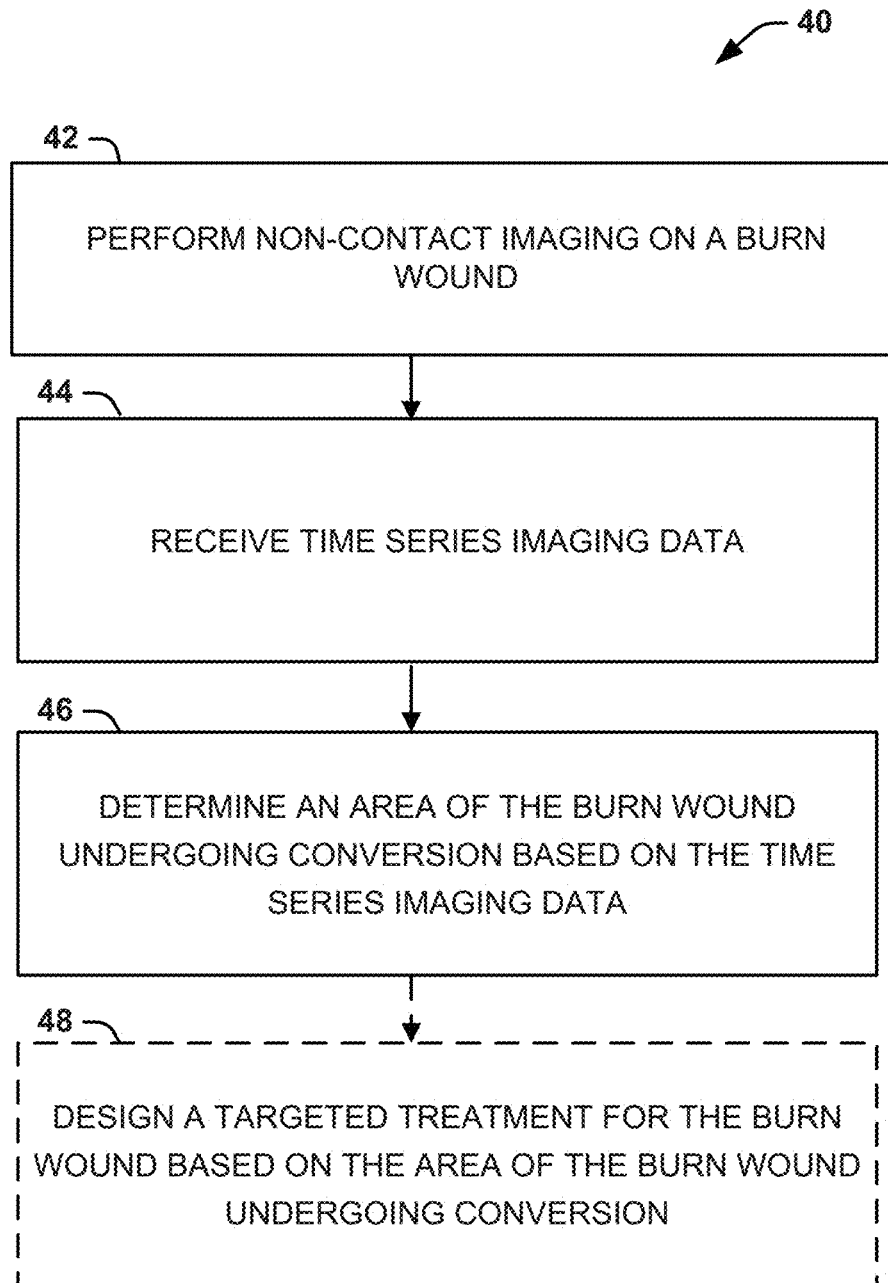 40
42
PERFORM NON-CONTACT IMAGING ON A BURN
WOUND
44
RECEIVE TIME SERIES IMAGING DATA
46
DETERMINE AN AREA OF THE BURN WOUND
UNDERGOING CONVERSION BASED ON THE TIME
SERIES IMAGING DATA
48
DESIGN A TARGETED TREATMENT FOR THE BURN
WOUND BASED ON THE AREA OF THE BURN WOUND
UNDERGOING CONVERSION